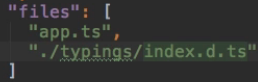 "files": [
"app.ts",
"./typings/index.d.ts"
]